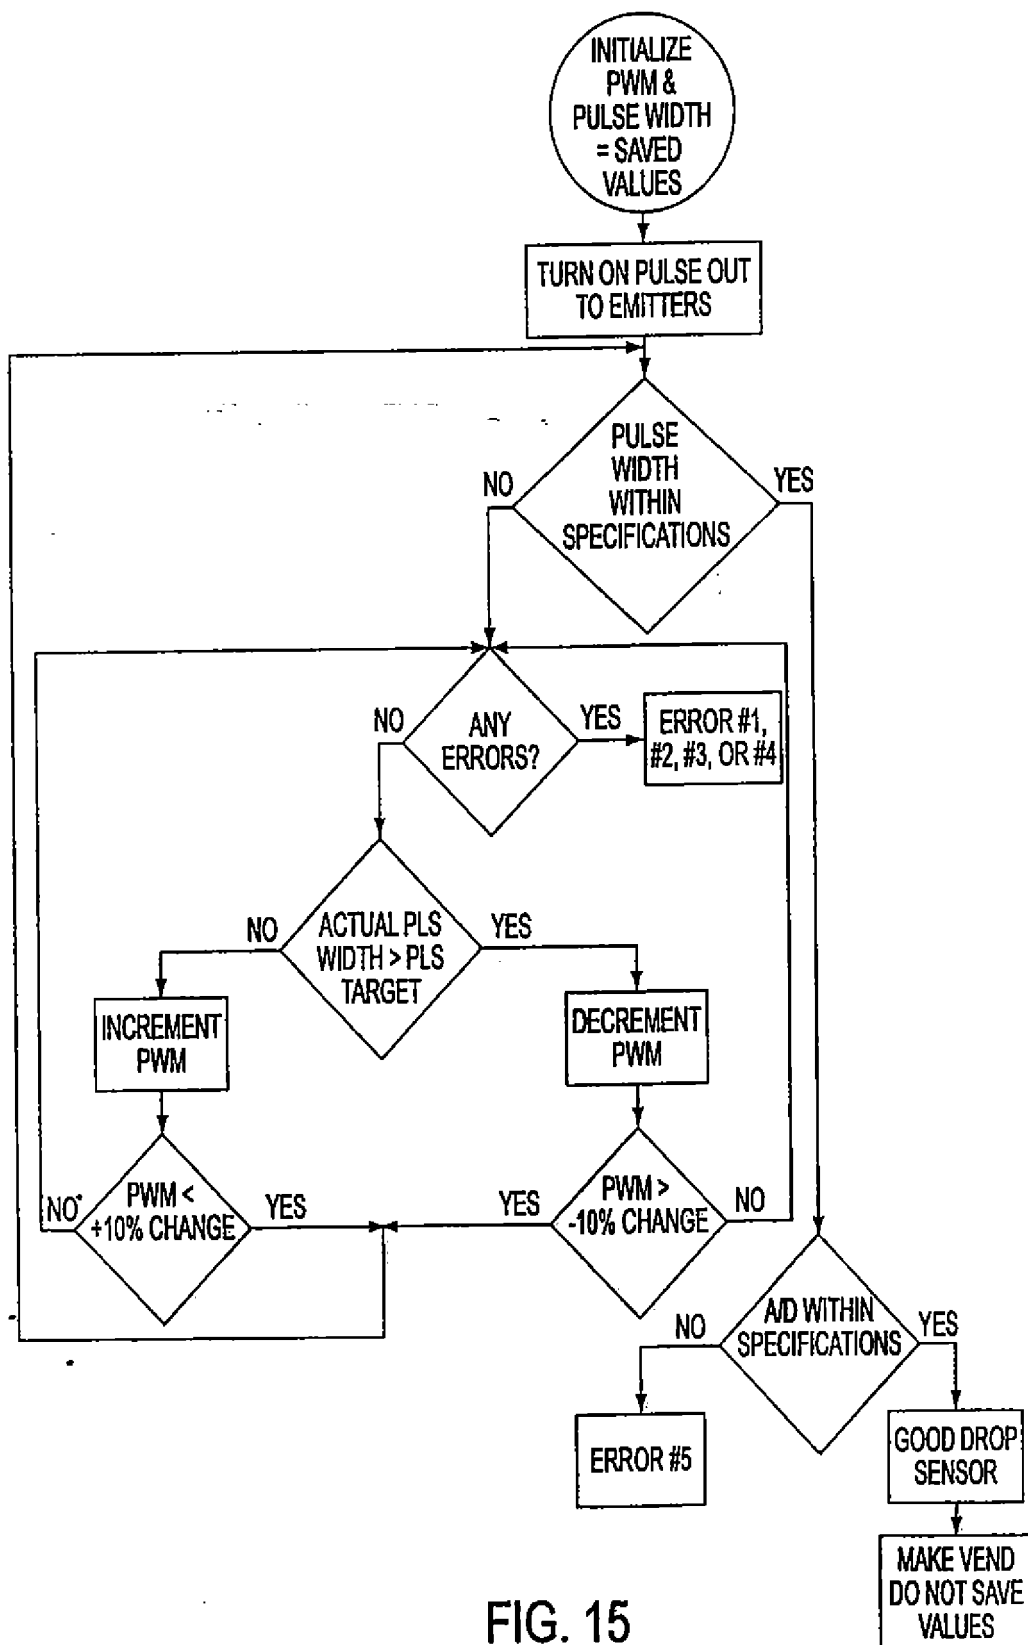 INITIALIZE
PWM &
PULSE WIDTH
= SAVED
VALUES
TURN ON PULSE OUT
TO EMITTERS
PULSE
WIDTH
WITHIN
SPECIFICATIONS
NO
YES
ANY
ERRORS?
NO
YES
ERROR #1,
#2, #3, OR #4
ACTUAL PLS
WIDTH > PLS
TARGET
NO
YES
INCREMENT
PWM
DECREMENT
PWM
PWM <
+10% CHANGE
NO
YES
PWM >
-10% CHANGE
YES
NO
A/D WITHIN
SPECIFICATIONS
NO
YES
ERROR #5
GOOD DROP
SENSOR
MAKE VEND
DO NOT SAVE
VALUES
FIG. 15